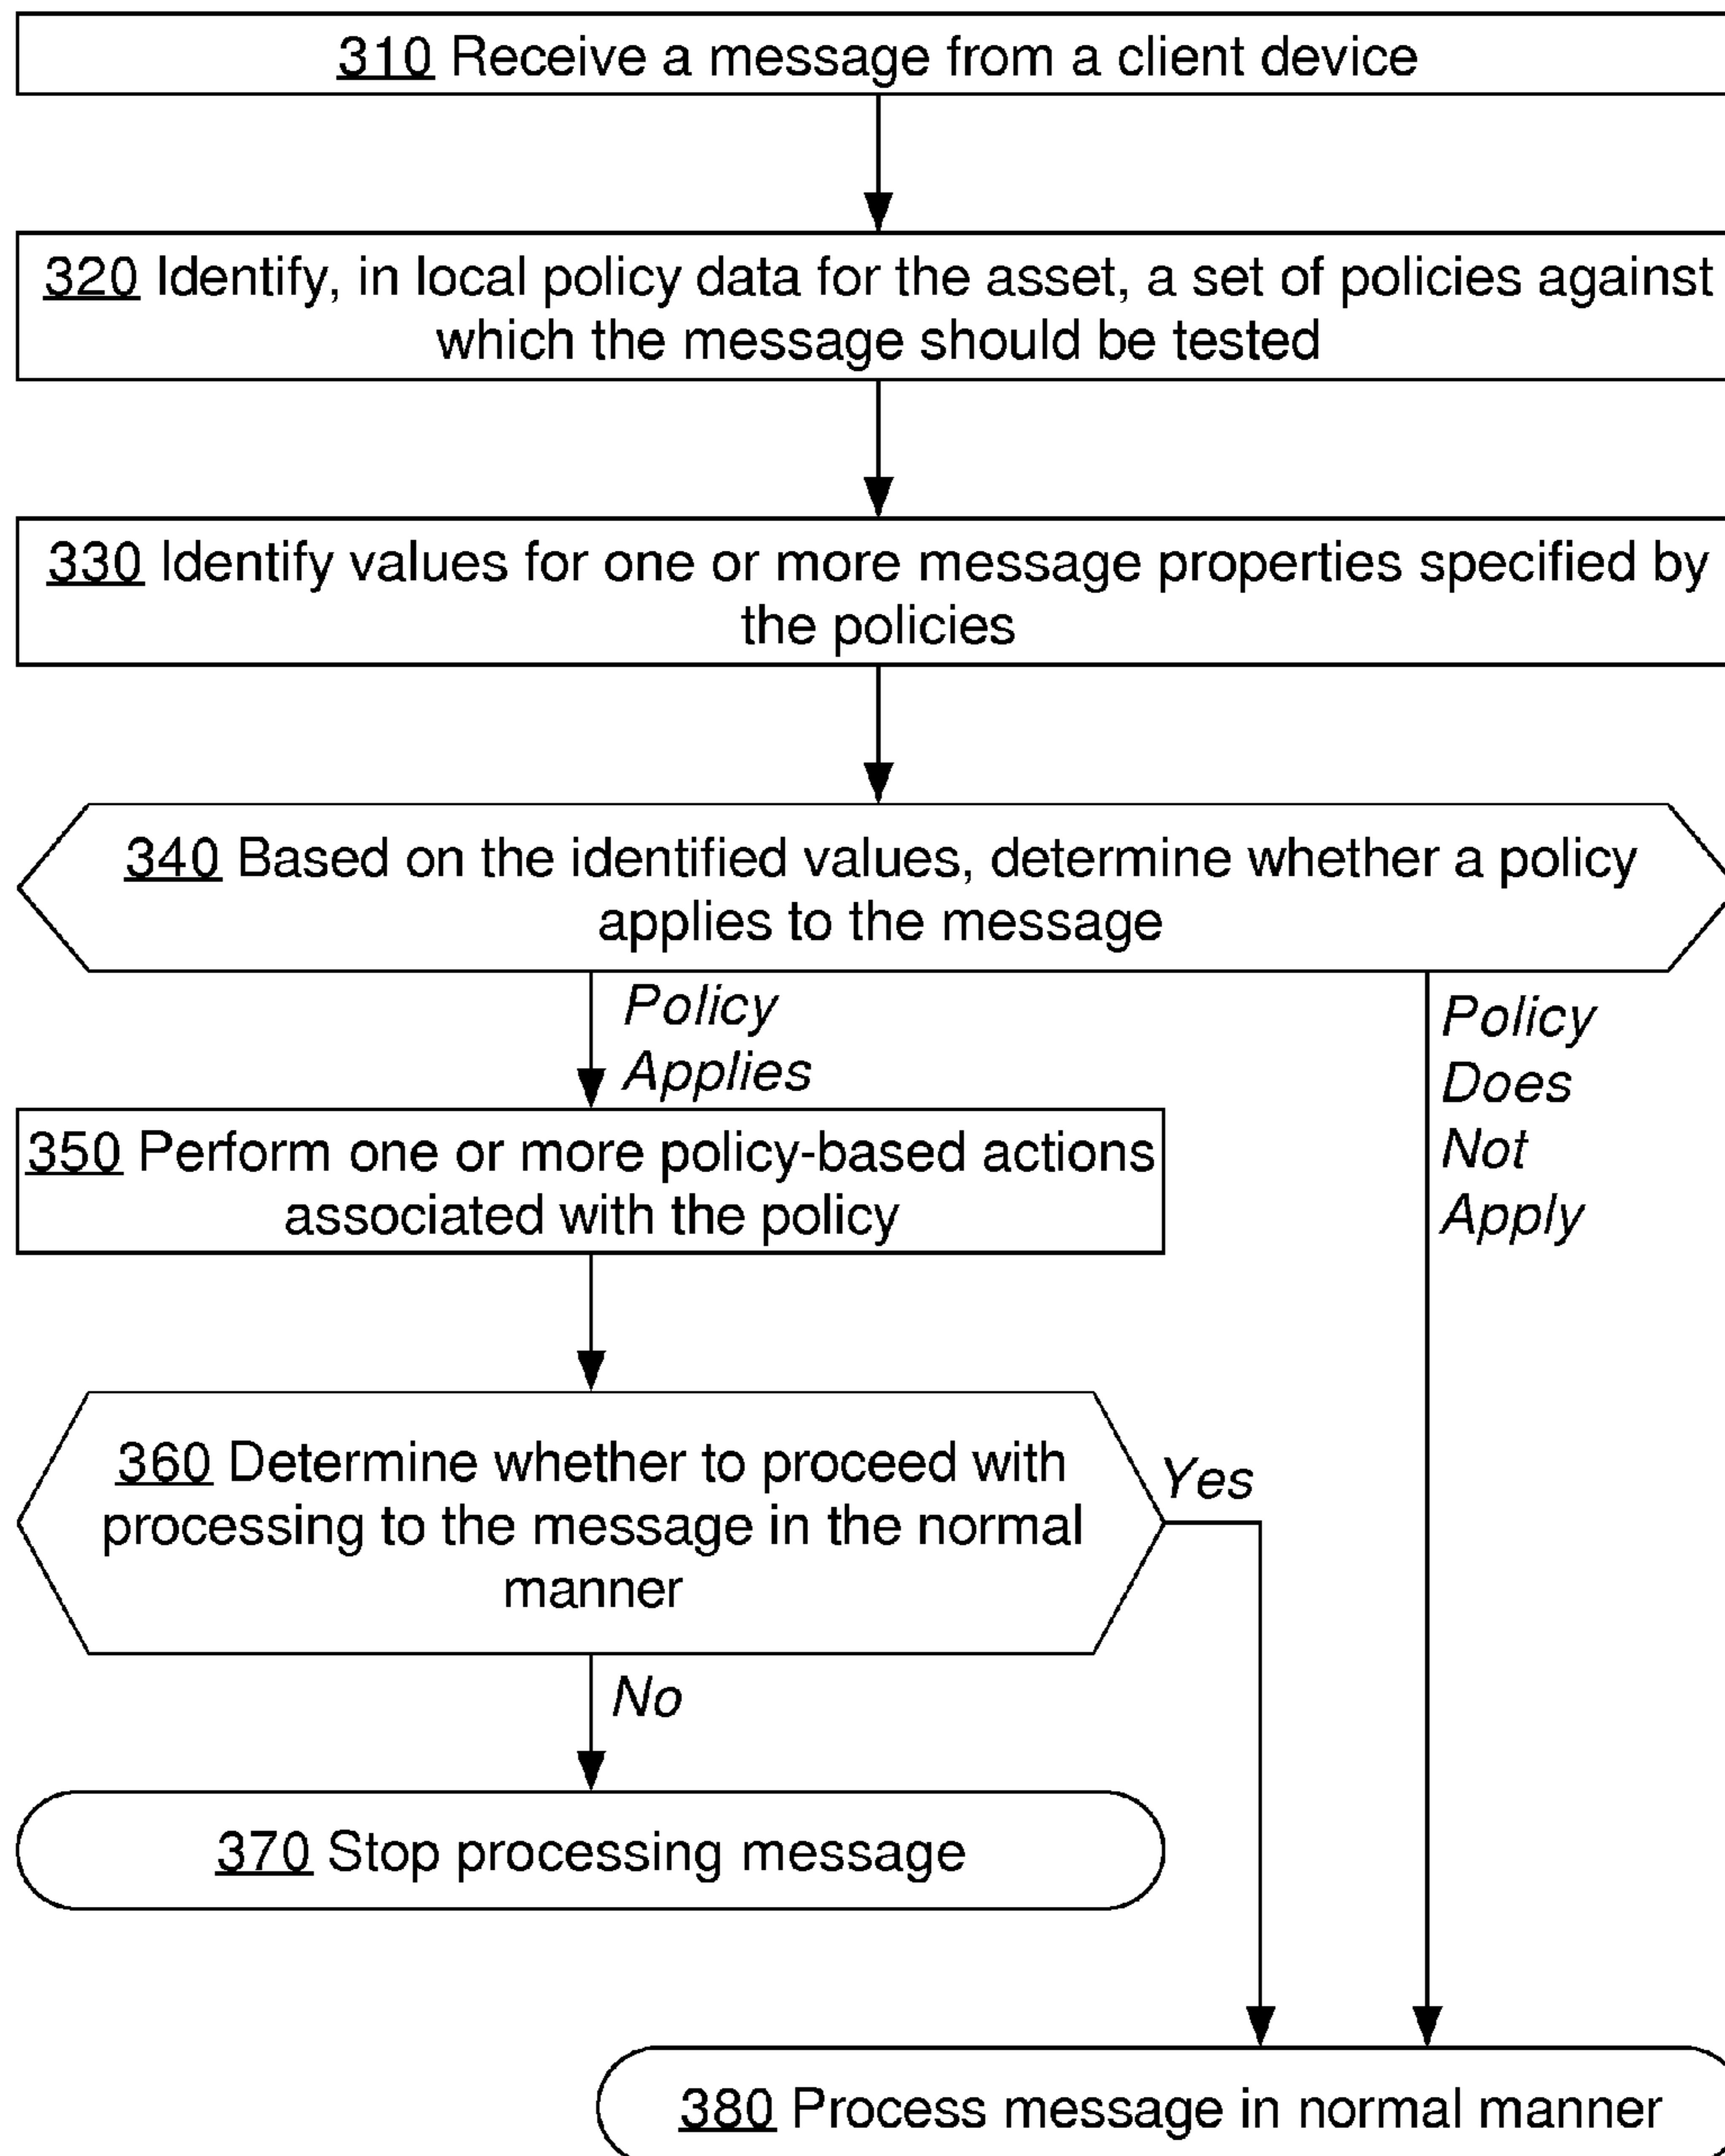 310 Receive a message from a client device
320 Identify, in local policy data for the asset, a set of policies against
which the message should be tested
330 Identify values for one or more message properties specified by
the policies
340 Based on the identified values, determine whether a policy
applies to the message
Policy
Applies
Policy
Does
Not
Apply
350 Perform one or more policy-based actions
associated with the policy
360 Determine whether to proceed with
processing to the message in the normal
manner
Yes
No
370 Stop processing message
380 Process message in normal manner